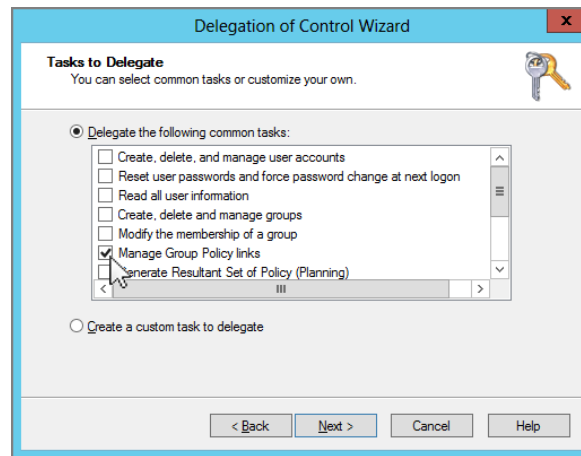 Delegation of Control Wizard
x
Tasks to Delegate
You can select common tasks or customize your own.
Delegate the following common tasks:
Create, delete, and manage user accounts
Reset user passwords and force password change at next logon
Read all user information
Create, delete and manage groups
Modify the membership of a group
Manage Group Policy links
Generate Resultant Set of Policy (Planning)
Create a custom task to delegate
< Back
Next >
Cancel
Help